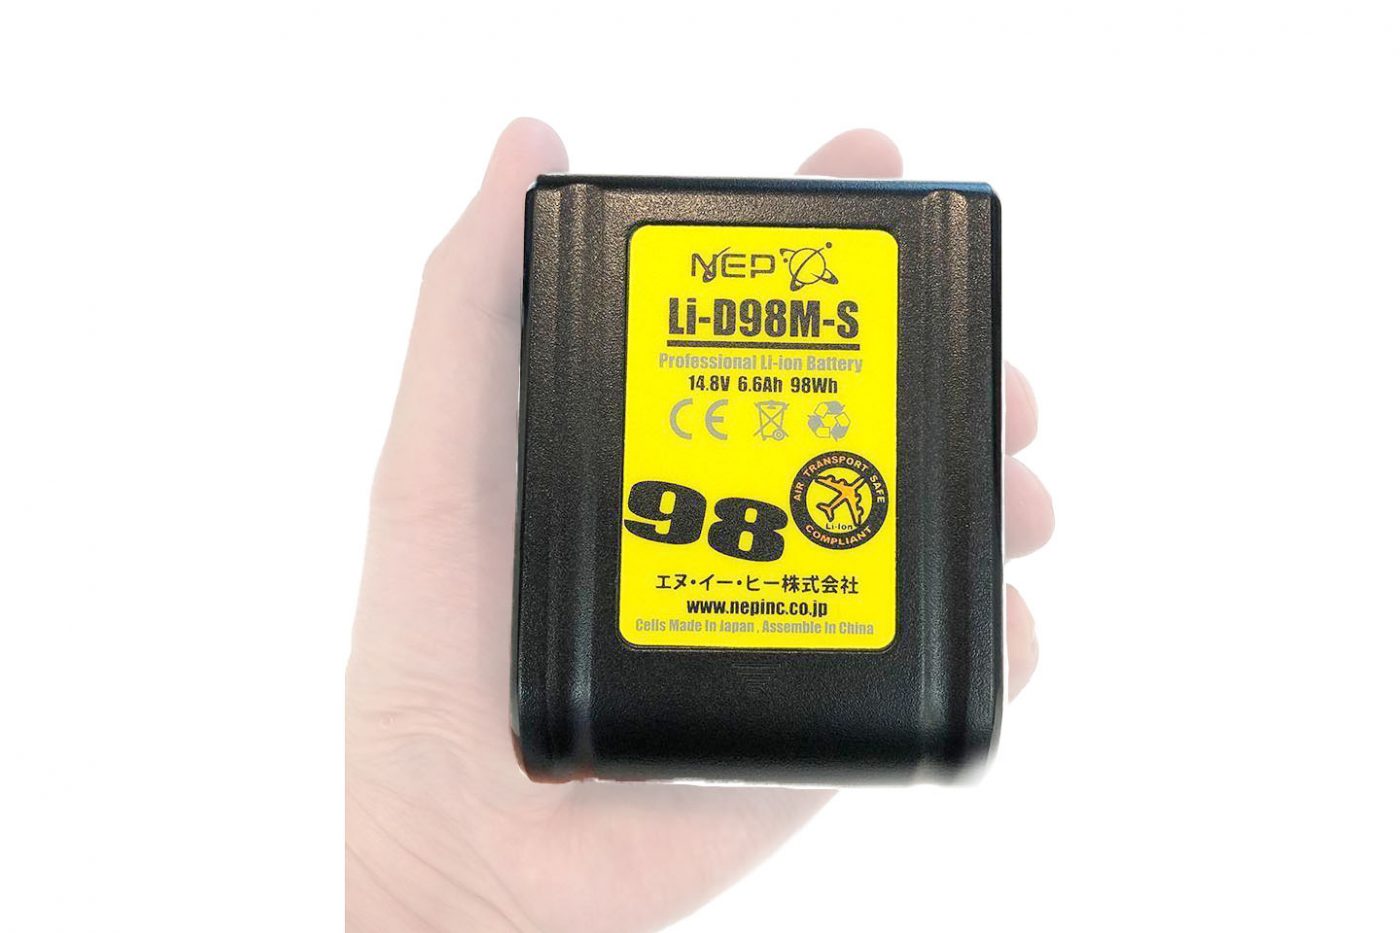 NEP
Li-D98M-S
Professional Li-ion Battery
14.8V 6.6Ah 98Wh
CE
AIR TRANSPORT SAFE
Li-Ion
COMPLIANT
98
エヌ・イー・ピー株式会社
www.nepinc.co.jp
Cells Made In Japan , Assemble In China